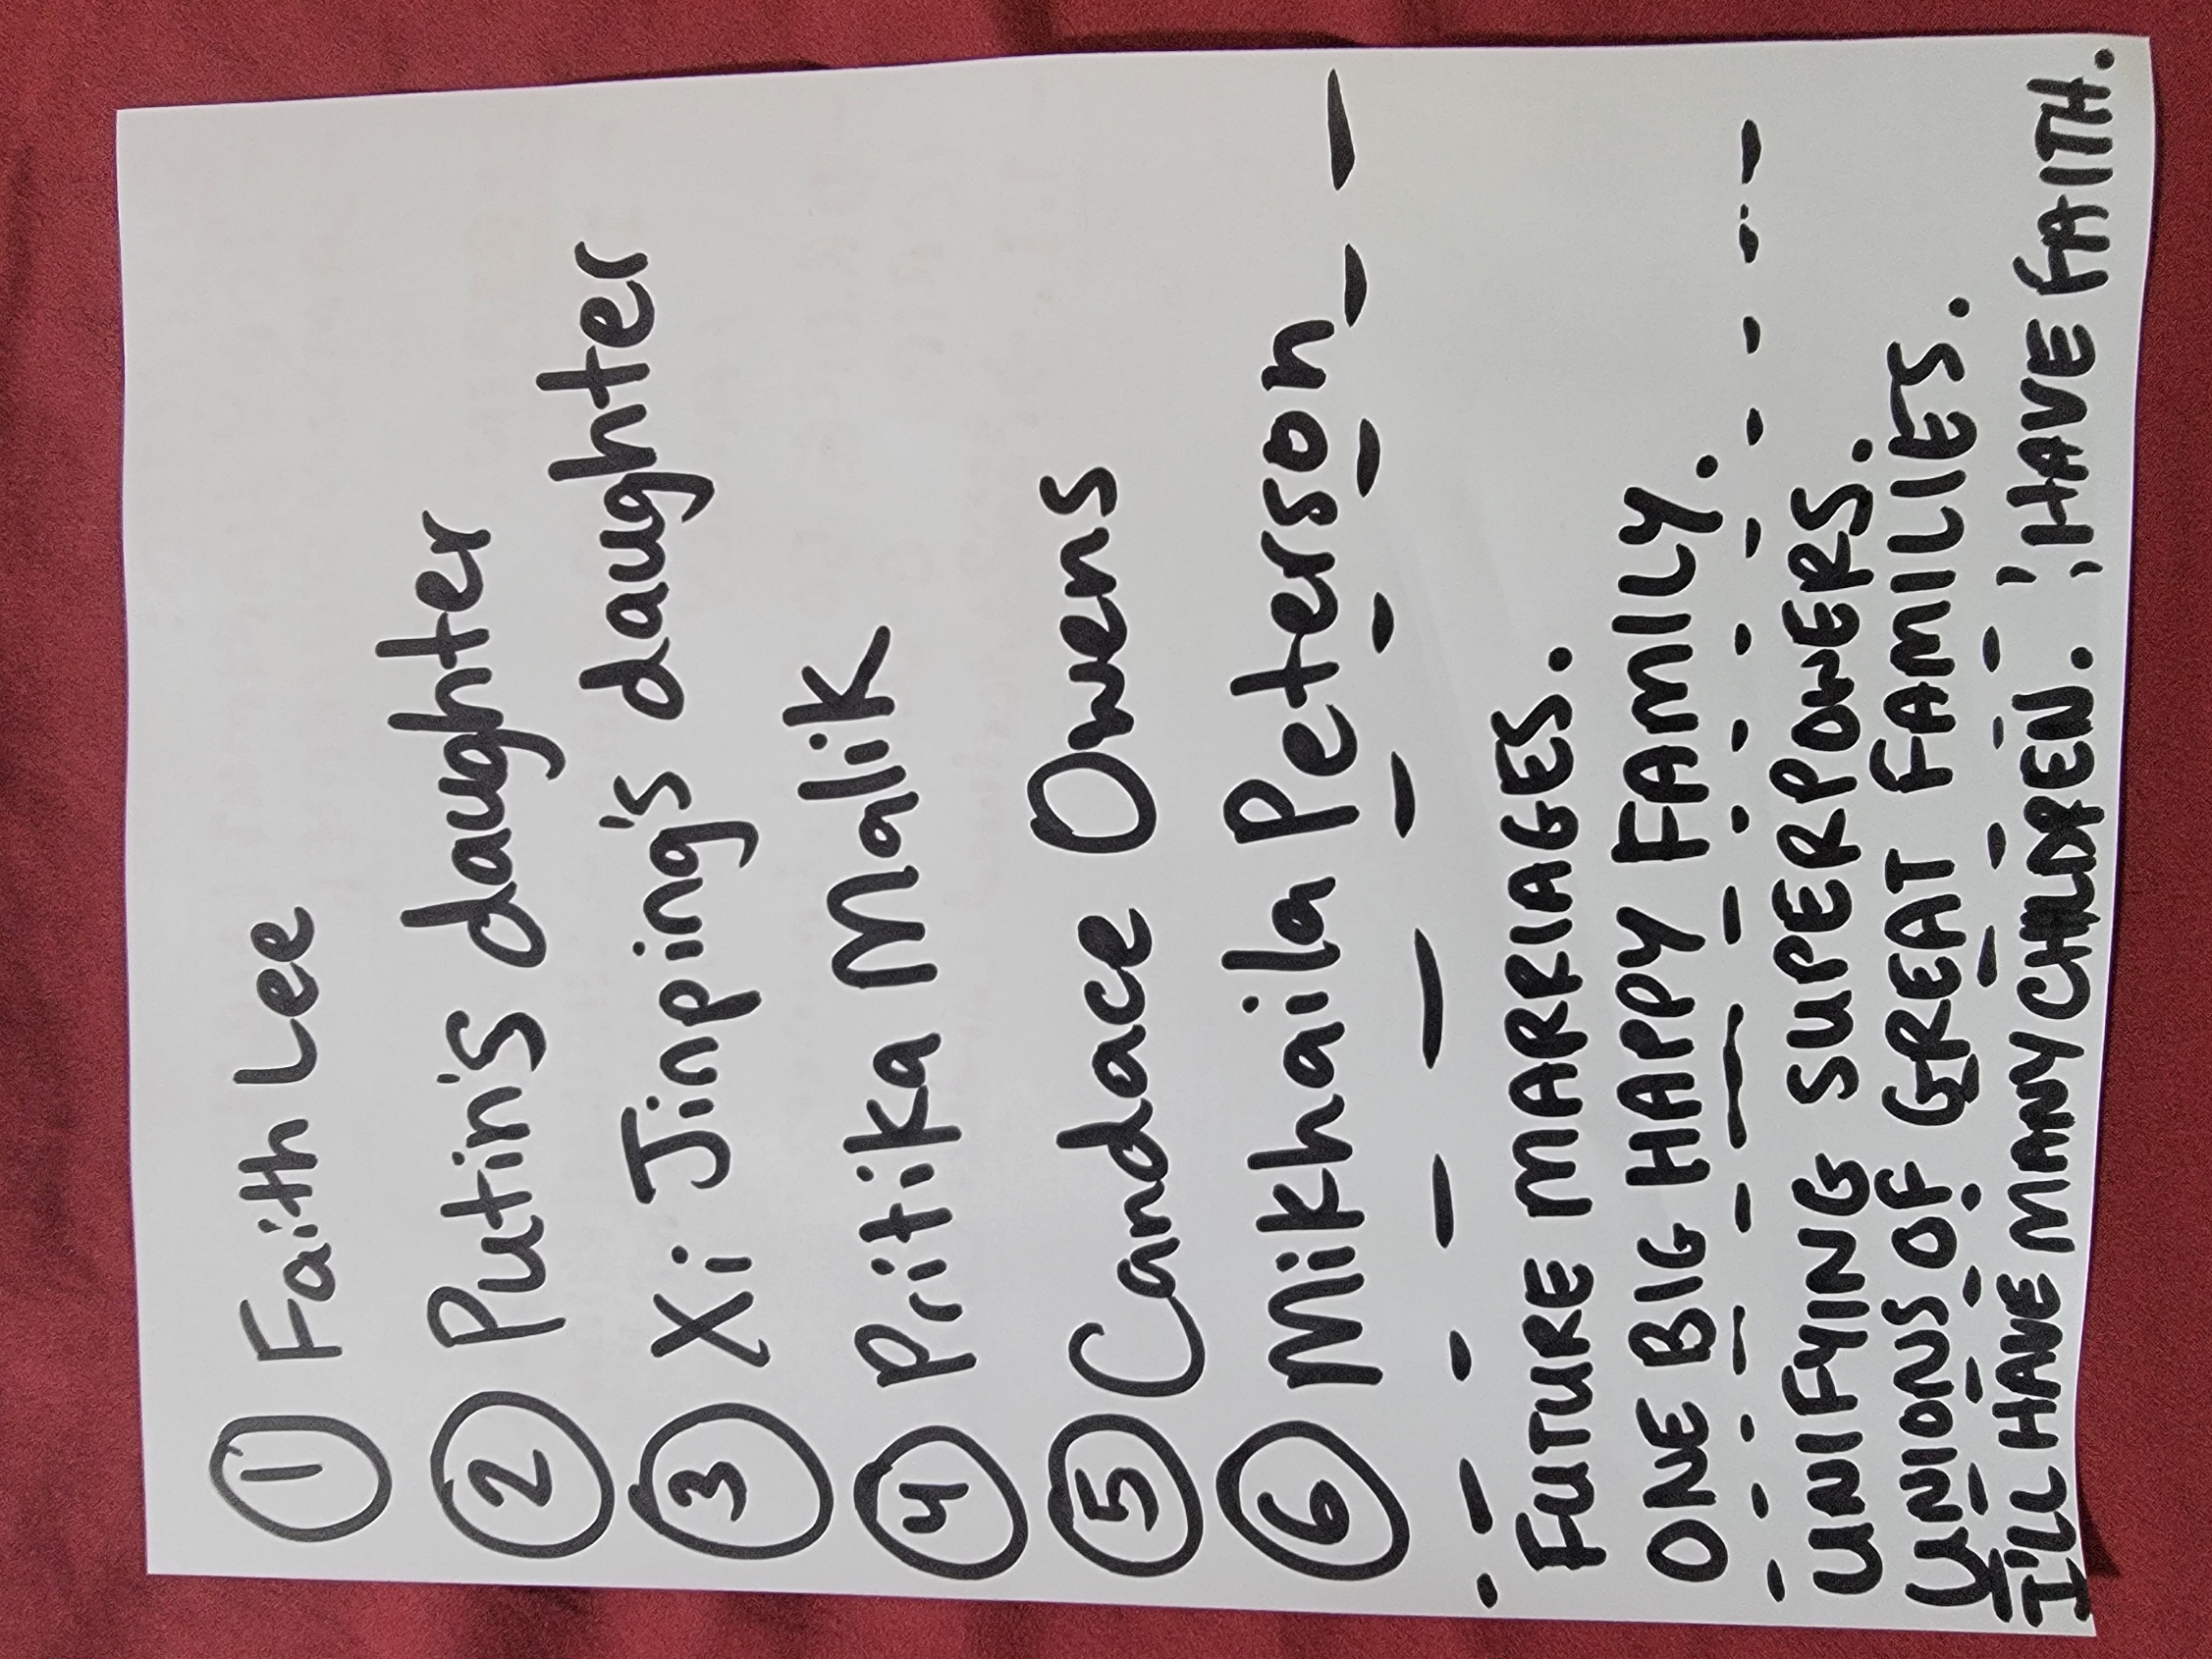 1 Faith Lee
2 Putin's daughter
3 Xi Jinping's daughter
4 Pritika Malik
5 Candace Owens
6 Mikhaila Peterson
FUTURE MARRIAGES.
ONE BIG HAPPY FAMILY.
UNIFYING SUPERPOWERS.
UNIONS OF GREAT FAMILIES.
I'LL HAVE MANY CHILDREN. HAVE FAITH.